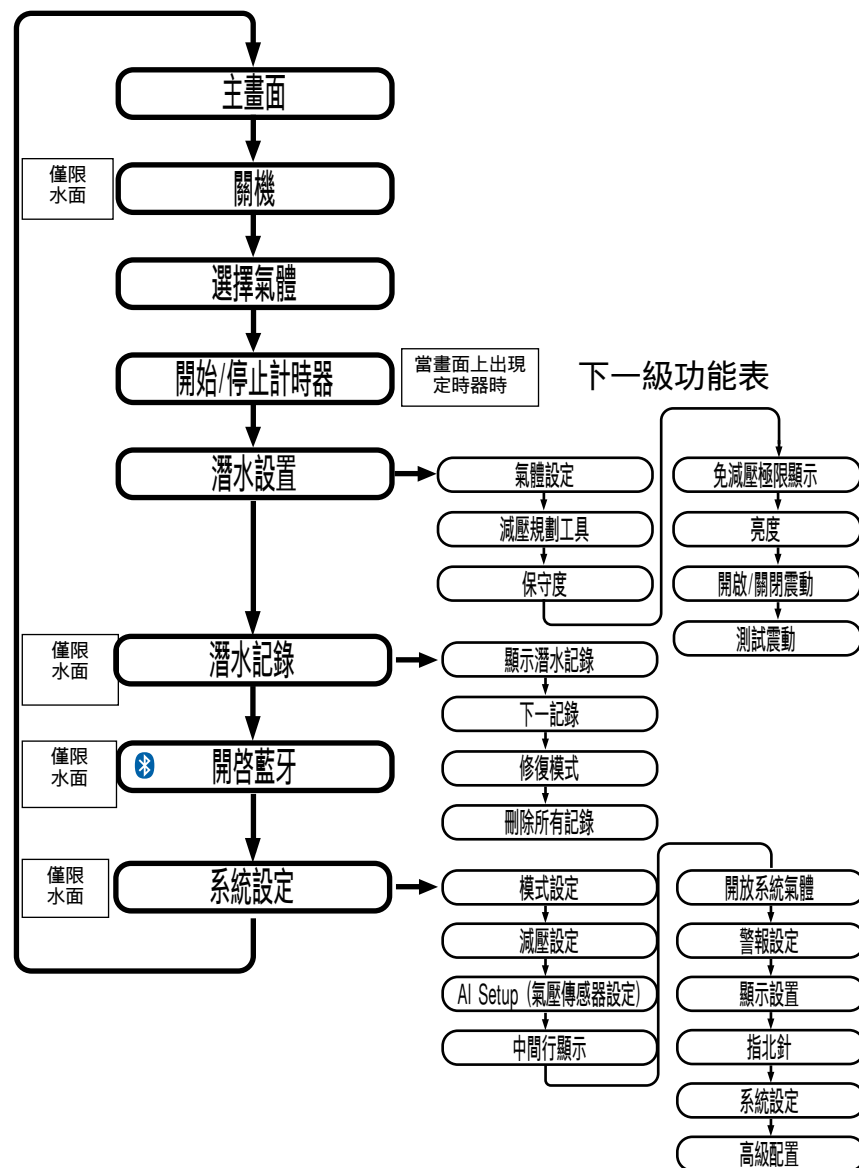 主畫面
僅限
水面
關機
選擇氣體
開始/停止計時器
當畫面上出現
定時器時
下一級功能表
潛水設置
氣體設定
減壓規劃工具
保守度
免減壓極限顯示
亮度
開啟/關閉震動
測試震動
僅限
水面
潛水記錄
顯示潛水記錄
下一記錄
修復模式
刪除所有記錄
僅限
水面
開啓藍牙
僅限
水面
系統設定
模式設定
減壓設定
AI Setup (氣壓傳感器設定)
中間行顯示
開放系統氣體
警報設定
顯示設置
指北針
系統設定
高級配置